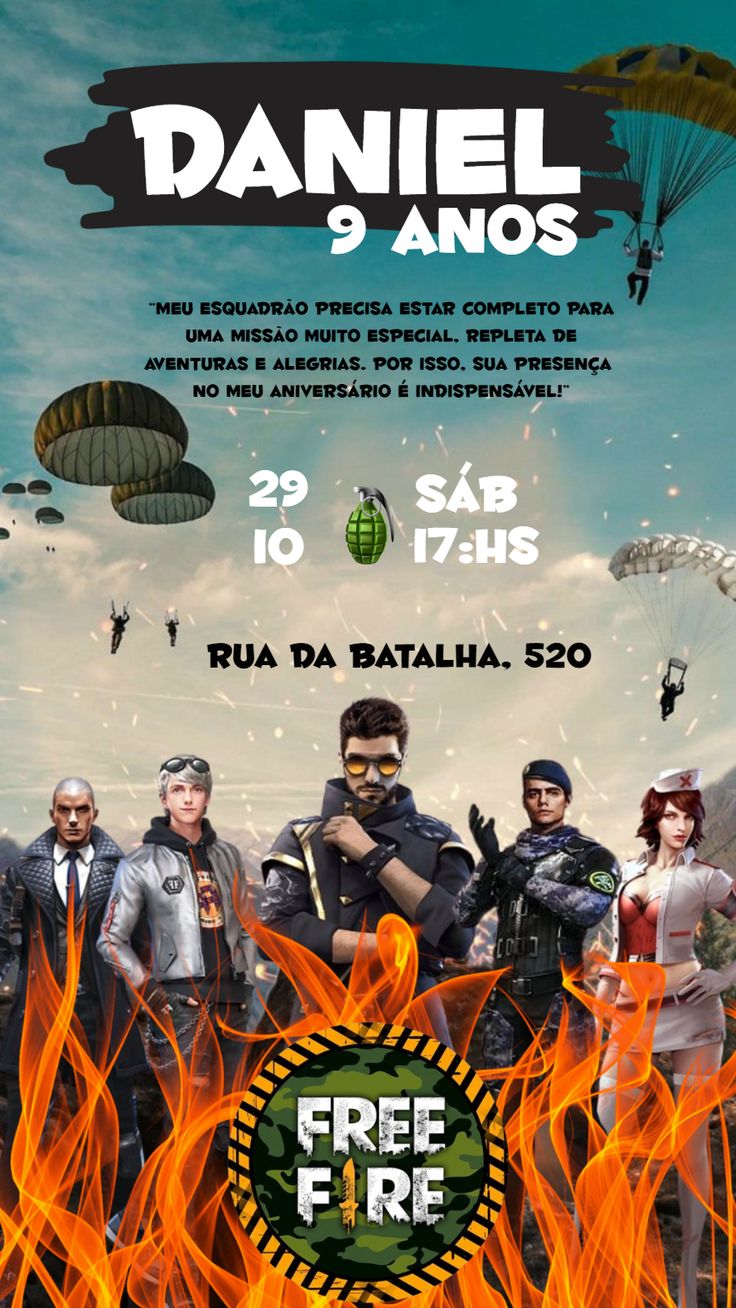 DANIEL
9 ANOS
"MEU ESQUADRÃO PRECISA ESTAR COMPLETO PARA
UMA MISSÃO MUITO ESPECIAL, REPLETA DE
AVENTURAS E ALEGRIAS. POR ISSO, SUA PRESENÇA
NO MEU ANIVERSÁRIO É INDISPENSÁVEL!"
29
10
SÁB
17:HS
RUA DA BATALHA, 520
FREE
FIRE